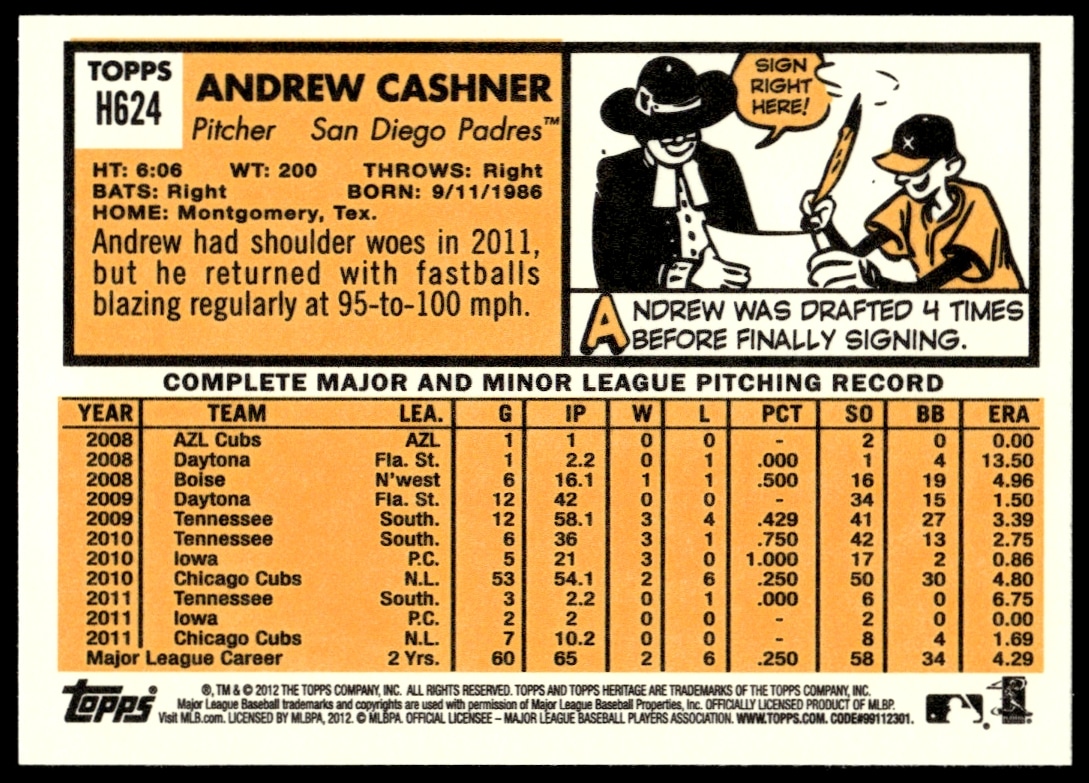 TOPPS
H624
ANDREW CASHNER
Pitcher San Diego Padres™
HT: 6:06 WT: 200 THROWS: Right
BATS: Right BORN: 9/11/1986
HOME: Montgomery, Tex.
Andrew had shoulder woes in 2011,
but he returned with fastballs
blazing regularly at 95-to-100 mph.
SIGN
RIGHT
HERE!
ANDREW WAS DRAFTED 4 TIMES
BEFORE FINALLY SIGNING.
COMPLETE MAJOR AND MINOR LEAGUE PITCHING RECORD
YEAR TEAM LEA. G IP W L PCT SO BB ERA
2008 AZL Cubs AZL 1 1 0 0 - 2 0 0.00
2008 Daytona Fla. St. 1 2.2 0 1 .000 1 4 13.50
2008 Boise N'west 6 16.1 1 1 .500 16 19 4.96
2009 Daytona Fla. St. 12 42 0 0 - 34 15 1.50
2009 Tennessee South. 12 58.1 3 4 .429 41 27 3.39
2010 Tennessee South. 6 36 3 1 .750 42 13 2.75
2010 Iowa P.C. 5 21 3 0 1.000 17 2 0.86
2010 Chicago Cubs N.L. 53 54.1 2 6 .250 50 30 4.80
2011 Tennessee South. 3 2.2 0 1 .000 6 0 6.75
2011 Iowa P.C. 2 2 0 0 - 2 0 0.00
2011 Chicago Cubs N.L. 7 10.2 0 0 - 8 4 1.69
Major League Career 2 Yrs. 60 65 2 6 .250 58 34 4.29
topps®
®, TM & © 2012 THE TOPPS COMPANY, INC. ALL RIGHTS RESERVED. TOPPS AND TOPPS HERITAGE ARE TRADEMARKS OF THE TOPPS COMPANY, INC.
Major League Baseball trademarks and copyrights are used with permission of Major League Baseball Properties, Inc. OFFICIALLY LICENSED PRODUCT OF MLBP.
Visit MLB.com. LICENSED BY MLBPA, 2012. © MLBPA. OFFICIAL LICENSEE – MAJOR LEAGUE BASEBALL PLAYERS ASSOCIATION. WWW.TOPPS.COM. CODE#99112301.